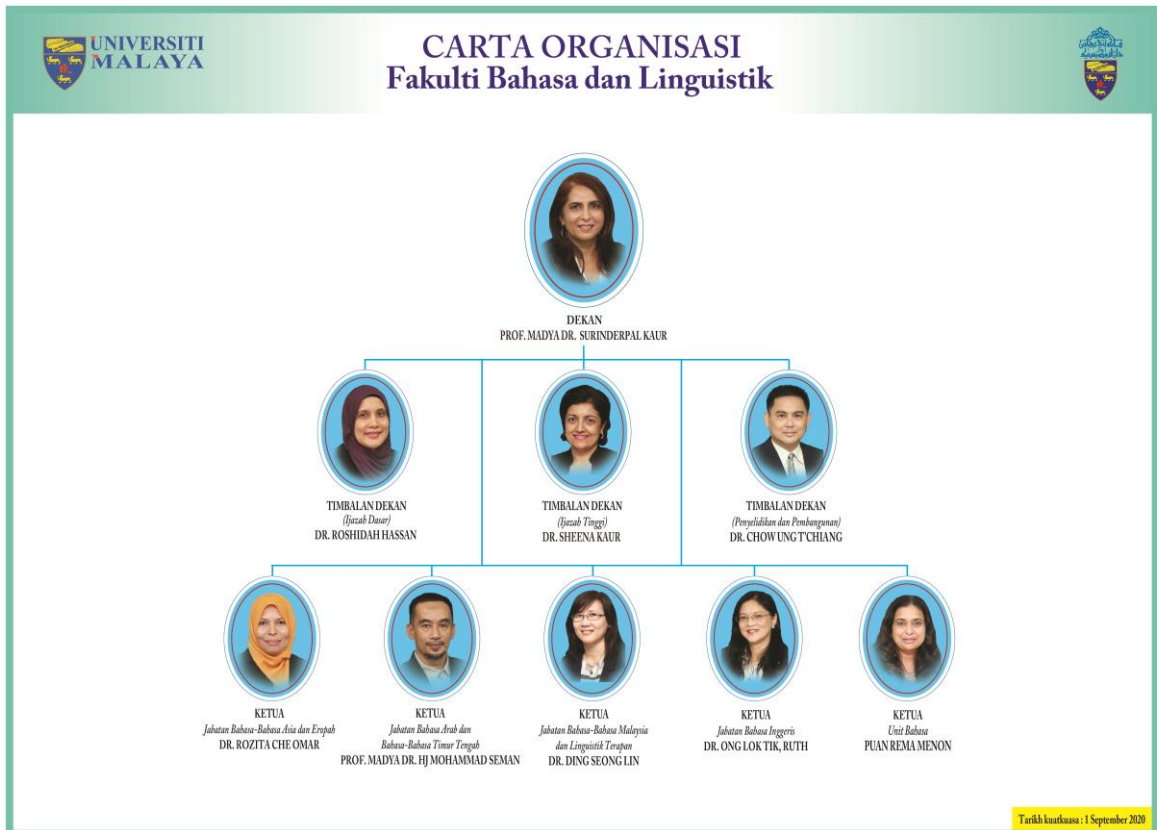 UNIVERSITI
MALAYA
CARTA ORGANISASI
Fakulti Bahasa dan Linguistik
DEKAN
PROF. MADYA DR. SURINDERPAL KAUR
TIMBALAN DEKAN
(Ijazah Dasar)
DR. ROSHIDAH HASSAN
TIMBALAN DEKAN
(Ijazah Tinggi)
DR. SHEENA KAUR
TIMBALAN DEKAN
(Penyelidikan dan Pembangunan)
DR. CHOW UNG T'CHIANG
KETUA
Jabatan Bahasa-Bahasa Asia dan Eropah
DR. ROZITA CHE OMAR
KETUA
Jabatan Bahasa Arab dan
Bahasa-Bahasa Timur Tengah
PROF. MADYA DR. HJ MOHAMMAD SEMAN
KETUA
Jabatan Bahasa-Bahasa Malaysia
dan Linguistik Terapan
DR. DING SEONG LIN
KETUA
Jabatan Bahasa Inggeris
DR. ONG LOK TIK, RUTH
KETUA
Unit Bahasa
PUAN REMA MENON
Tarikh kuatkuasa : 1 September 2020